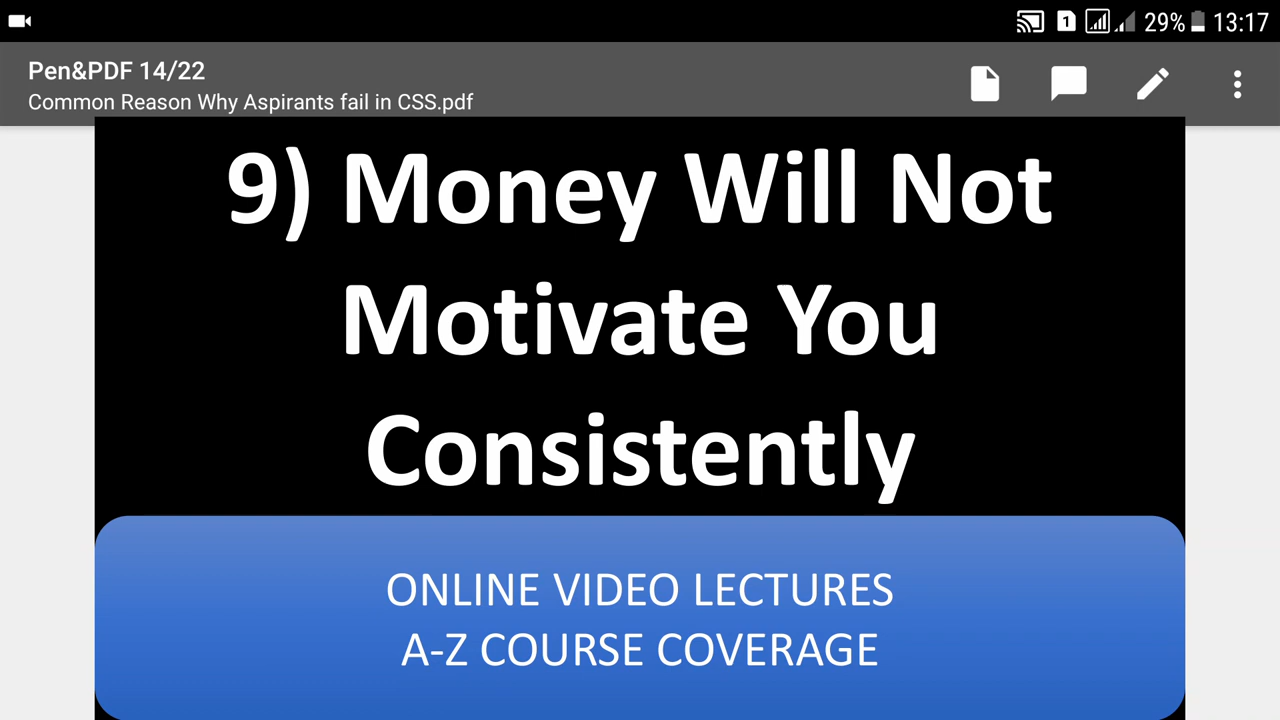 1
29%
13:17
Pen&PDF 14/22
Common Reason Why Aspirants fail in CSS.pdf
9) Money Will Not
Motivate You
Consistently
ONLINE VIDEO LECTURES
A-Z COURSE COVERAGE